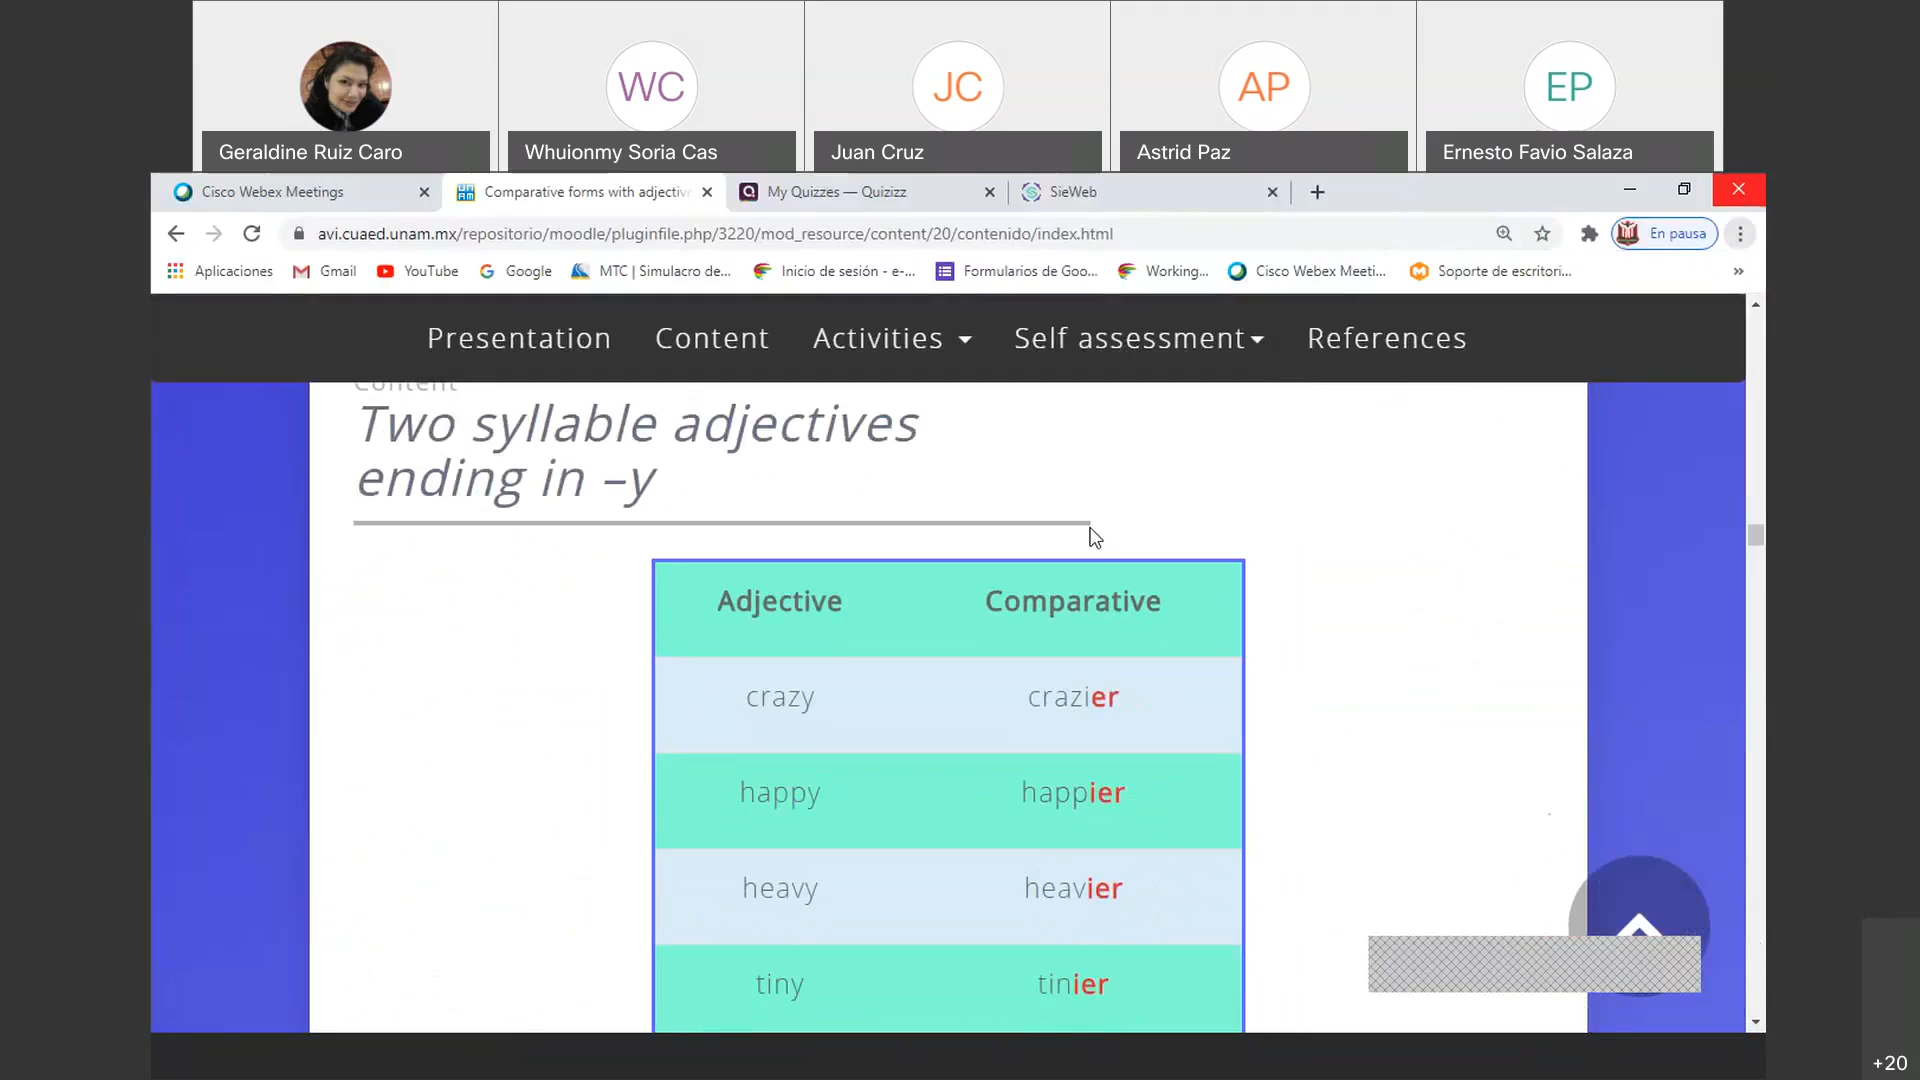 WC JC AP EP
Geraldine Ruiz Caro Whuionmy Soria Cas Juan Cruz Astrid Paz Ernesto Favio Salaza
Cisco Webex Meetings Comparative forms with adjectiv My Quizzes — Quizizz SieWeb
avi.cuaed.unam.mx/repositorio/moodle/pluginfile.php/3220/mod_resource/content/20/contenido/index.html En pausa
Aplicaciones Gmail YouTube Google MTC | Simulacro de... Inicio de sesión - e-... Formularios de Goo... Working... Cisco Webex Meeti... Soporte de escritori... »
Presentation Content Activities Self assessment References
Content
Two syllable adjectives
ending in –y
Adjective Comparative
crazy crazier
happy happier
heavy heavier
tiny tinier
+20